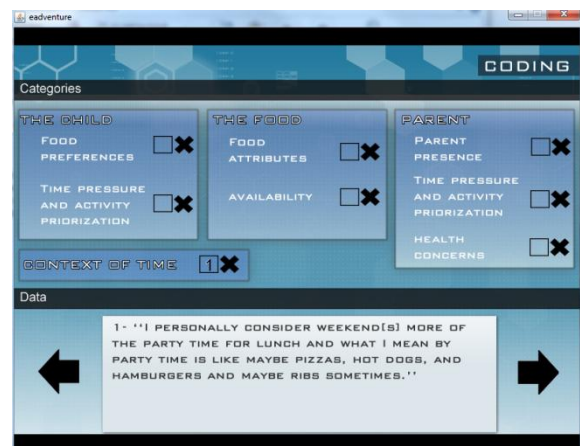 eadventure
CODING
Categories
THE CHILD
FOOD
PREFERENCES
TIME PRESSURE
AND ACTIVITY
PRIORIZATION
THE FOOD
FOOD
ATTRIBUTES
AVAILABILITY
PARENT
PARENT
PRESENCE
TIME PRESSURE
AND ACTIVITY
PRIORIZATION
HEALTH
CONCERNS
CONTEXT OF TIME 1
Data
1- ''I PERSONALLY CONSIDER WEEKEND[S] MORE OF
THE PARTY TIME FOR LUNCH AND WHAT I MEAN BY
PARTY TIME IS LIKE MAYBE PIZZAS, HOT DOGS, AND
HAMBURGERS AND MAYBE RIBS SOMETIMES.''